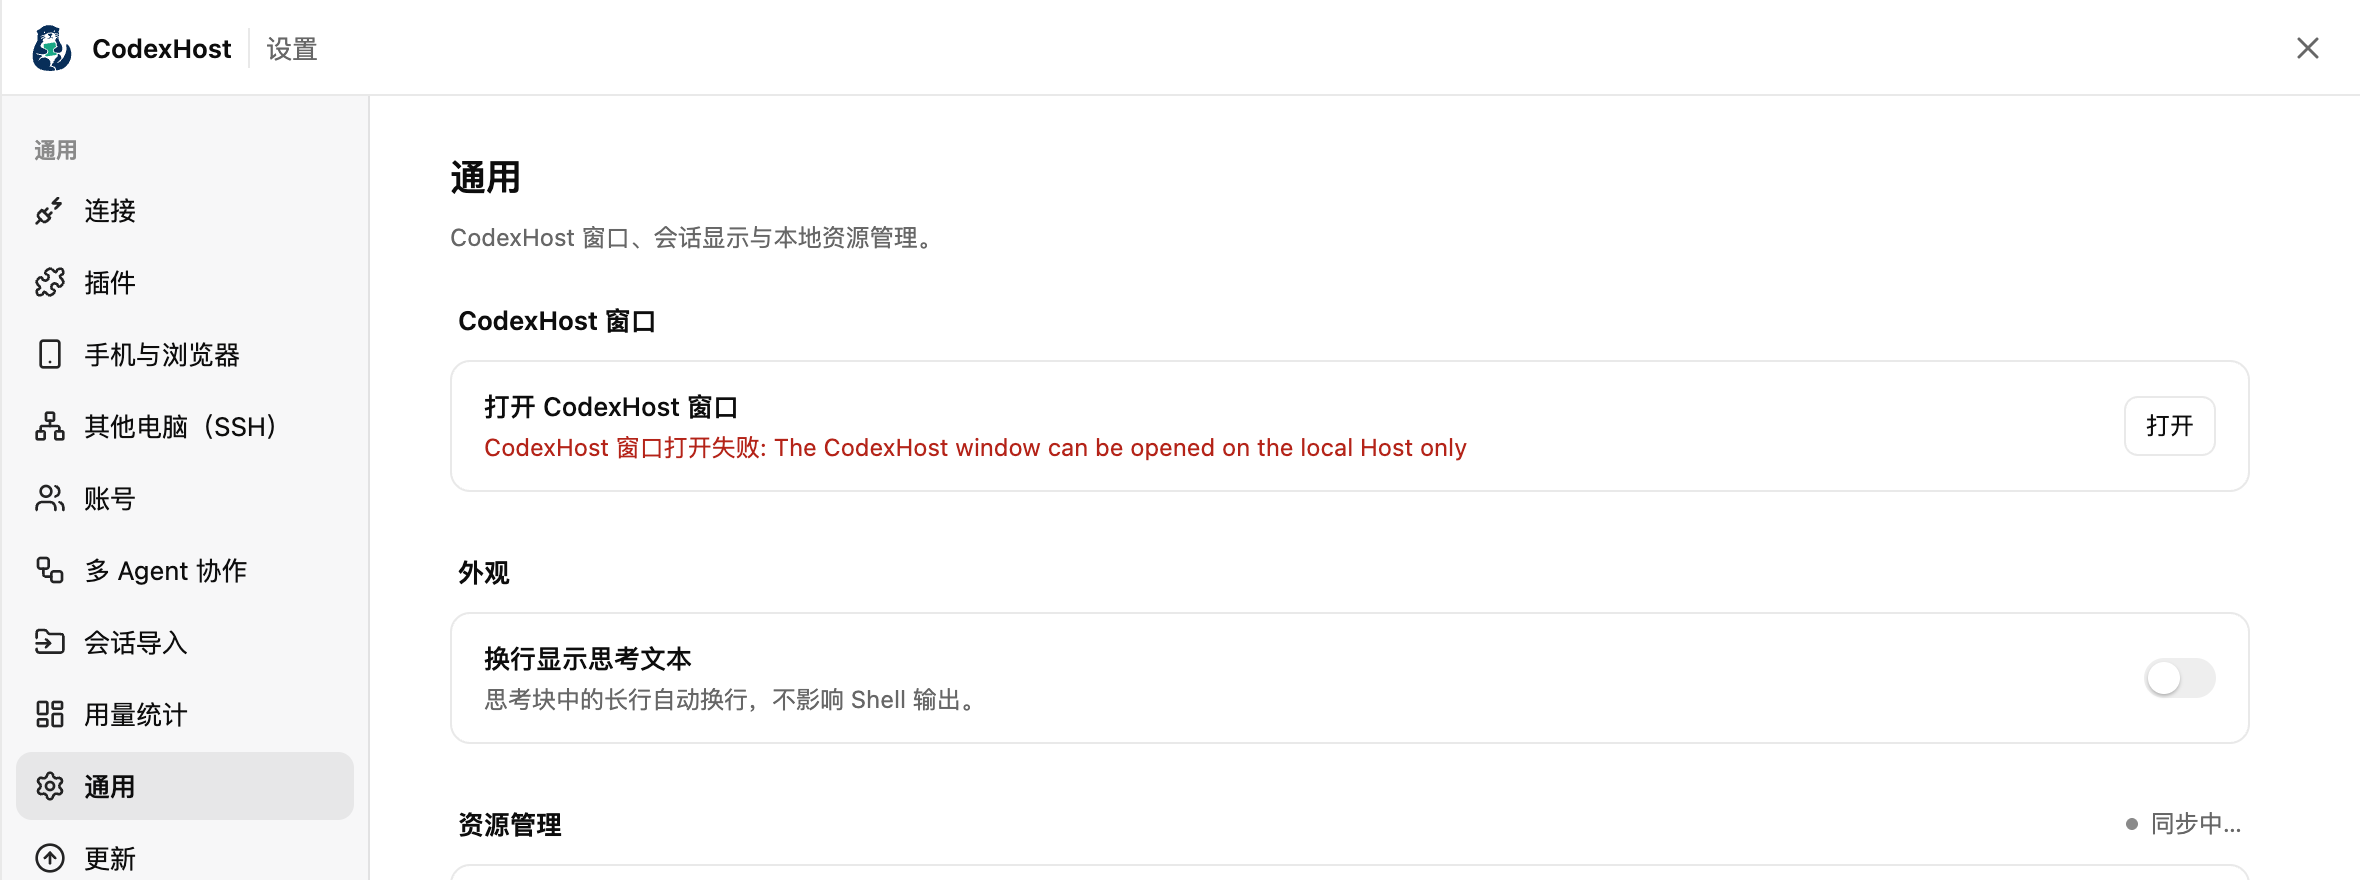 CodexHost 设置
通用
连接
插件
手机与浏览器
其他电脑（SSH）
账号
多 Agent 协作
会话导入
用量统计
通用
更新
通用
CodexHost 窗口、会话显示与本地资源管理。
CodexHost 窗口
打开 CodexHost 窗口
CodexHost 窗口打开失败: The CodexHost window can be opened on the local Host only
打开
外观
换行显示思考文本
思考块中的长行自动换行，不影响 Shell 输出。
资源管理
同步中...